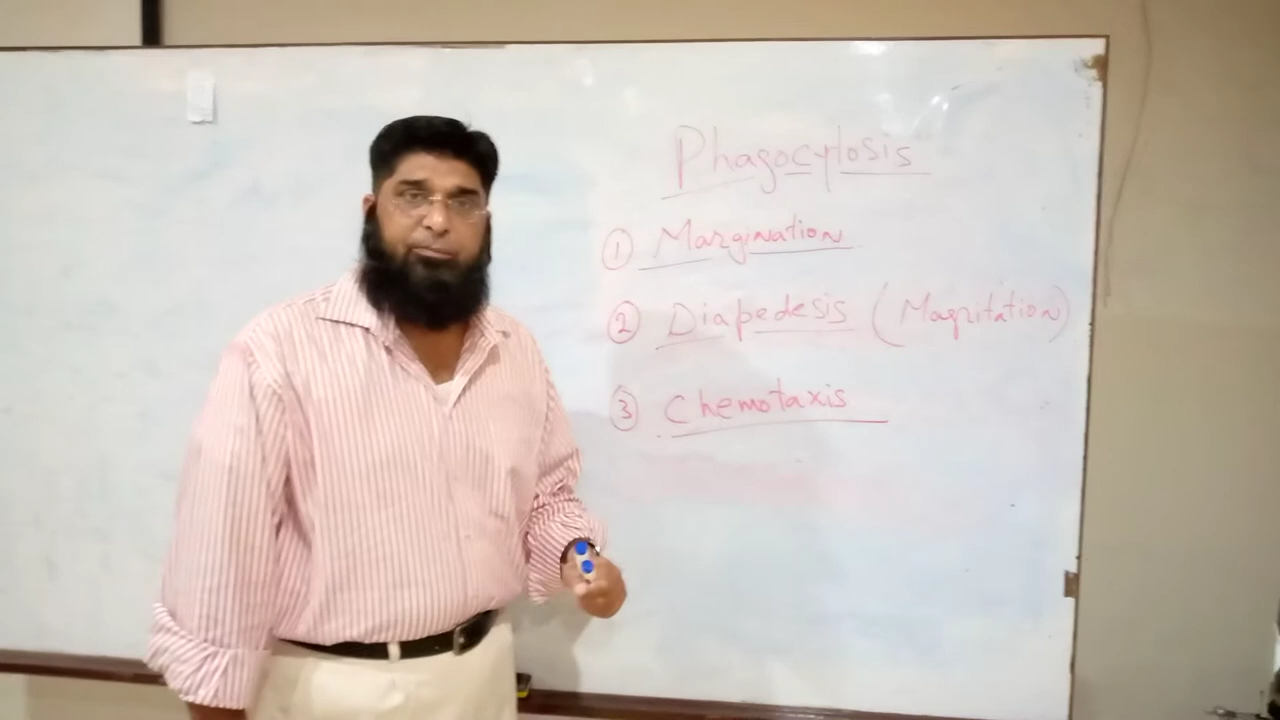 Phagocytosis
① Margination
② Diapedesis (Magritation)
③ Chemotaxis